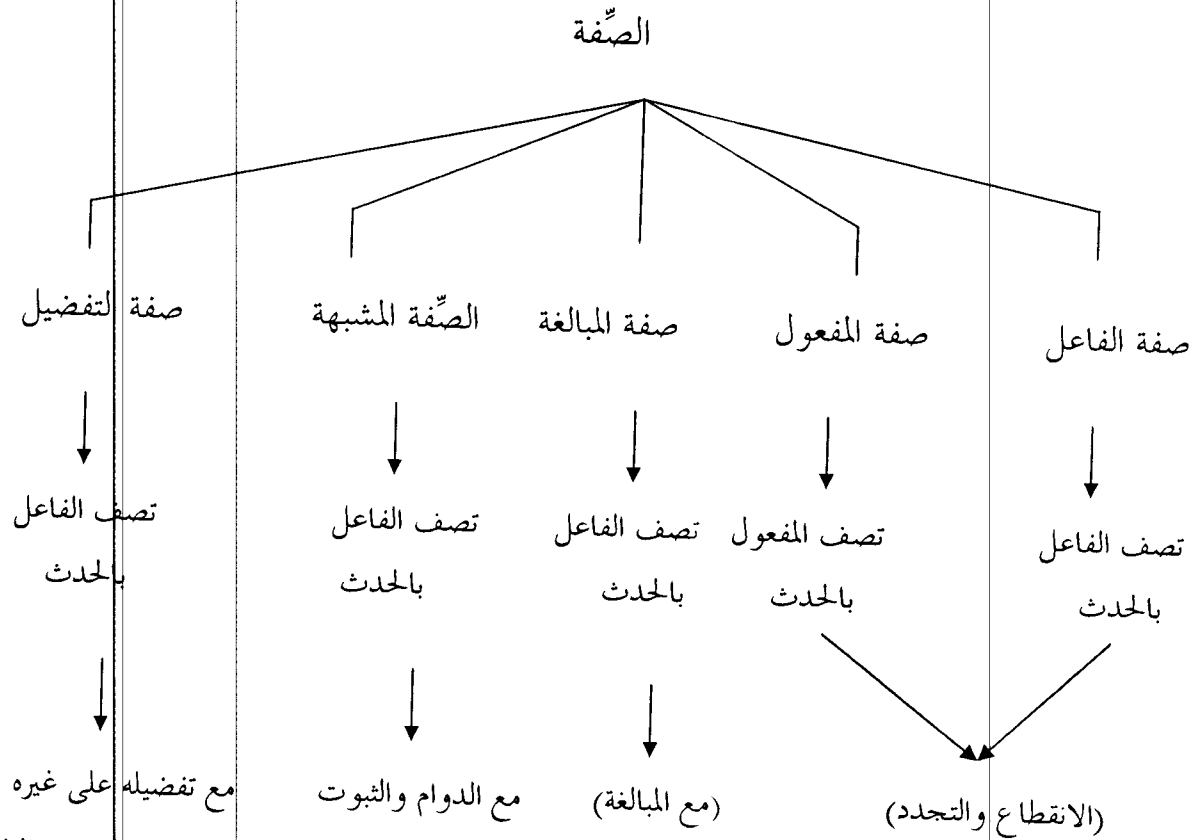 الصِّفة
صفة الفاعل
صفة المفعول
صفة المبالغة
الصِّفة المشبهة
صفة التفضيل
تصف الفاعل
بالحدث
تصف المفعول
بالحدث
تصف الفاعل
بالحدث
تصف الفاعل
بالحدث
تصف الفاعل
بالحدث
(الانقطاع والتجدد)
(مع المبالغة)
مع الدوام والثبوت
مع تفضيله على غيره